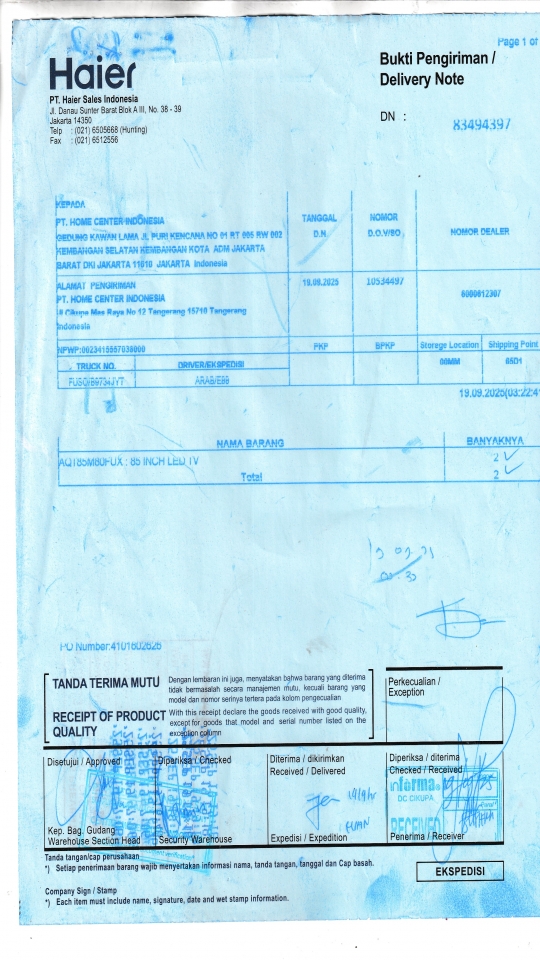 Page 1 of
Haier
PT. Haier Sales Indonesia
Jl. Danau Sunter Barat Blok A III, No. 38 - 39
Jakarta 14350
Telp : (021) 6505668 (Hunting)
Fax : (021) 6512556
Bukti Pengiriman /
Delivery Note
DN : 83494397
KEPADA
PT. HOME CENTER INDONESIA
GEDUNG KAWAN LAMA JL PURI KENCANA NO 01 RT 005 RW 002
KEMBANGAN SELATAN KEMBANGAN KOTA ADM JAKARTA
BARAT DKI JAKARTA 11610 JAKARTA Indonesia
TANGGAL
D.N.
NOMOR
D.O.V/SO
NOMOR DEALER
ALAMAT PENGIRIMAN
PT. HOME CENTER INDONESIA
Jl Cikupa Mas Raya No 12 Tangerang 15710 Tangerang
Indonesia
19.09.2025
10534497
6000612307
NPWP:
PKP
BPKP
Storege Location
Shipping Point
TRUCK NO.
DRIVER/EKSPEDISI
00MM
65D1
19.09.2025(03:22:4
NAMA BARANG
BANYAKNYA
AQT85M80FUX : 85 INCH LED TV
2
Total
2
PO Number:4101602626
TANDA TERIMA MUTU
Dengan lembaran ini juga, menyatakan bahwa barang yang diterima
tidak bermasalah secara manajemen mutu, kecuali barang yang
model dan nomor serinya tertera pada kolom pengecualian
RECEIPT OF PRODUCT
QUALITY
With this receipt declare the goods received with good quality,
except for goods that model and serial number listed on the
exception column
Perkecualian /
Exception
Disetujui / Approved
Diperiksa / Checked
Diterima / dikirimkan
Received / Delivered
Diperiksa / diterima
Checked / Received
informa
DC CIKUPA
RECEIVED
Kep. Bag. Gudang
Warehouse Section Head
Security Warehouse
Expedisi / Expedition
Penerima / Receiver
Tanda tangan/cap perusahaan
*) Setiap penerimaan barang wajib menyertakan informasi nama, tanda tangan, tanggal dan Cap basah.
EKSPEDISI
Company Sign / Stamp
*) Each item must include name, signature, date and wet stamp information.